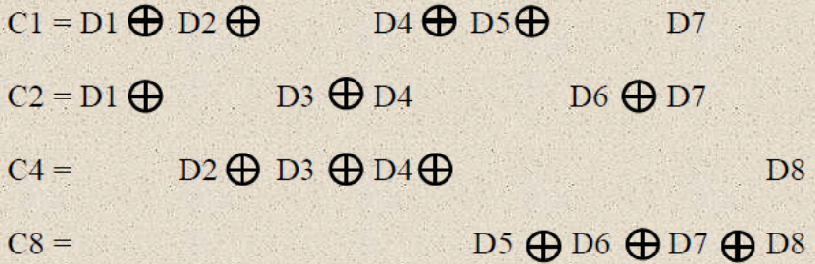 C1 = D1 ⊕ D2 ⊕ D4 ⊕ D5 ⊕ D7
C2 = D1 ⊕ D3 ⊕ D4 D6 ⊕ D7
C4 = D2 ⊕ D3 ⊕ D4 ⊕ D8
C8 = D5 ⊕ D6 ⊕ D7 ⊕ D8